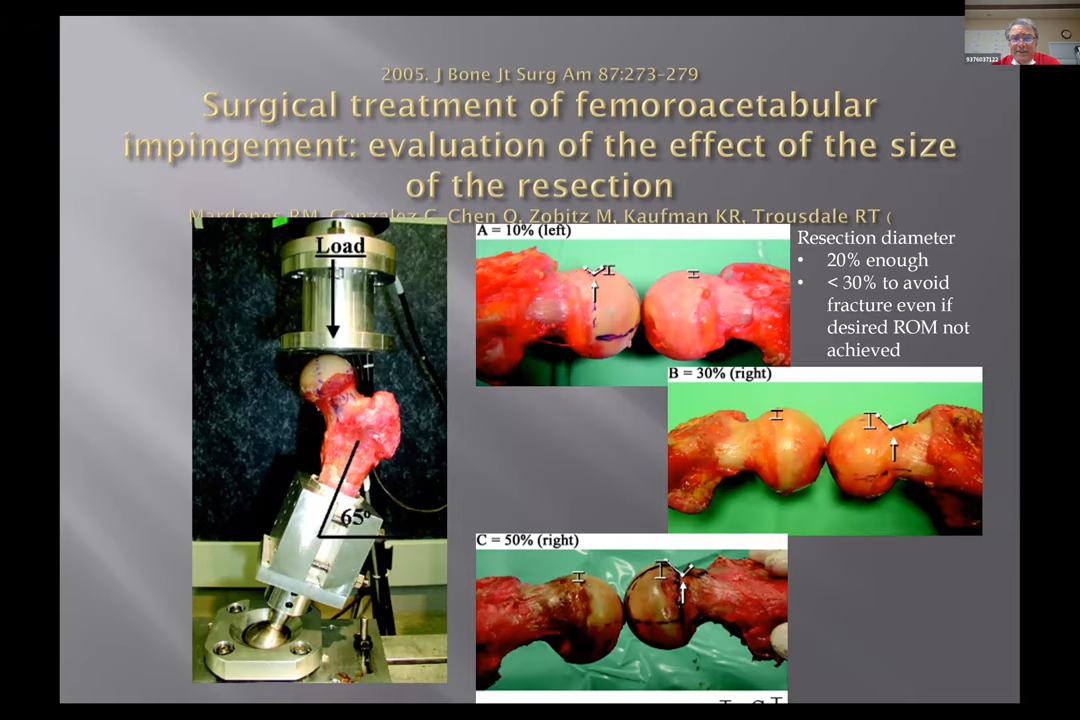 2005. J Bone Jt Surg Am 87:273–279
Surgical treatment of femoroacetabular
impingement: evaluation of the effect of the size
of the resection
Mardones RM, Gonzalez C, Chen Q, Zobitz M, Kaufman KR, Trousdale RT (
Load
65°
A = 10% (left)
B = 30% (right)
C = 50% (right)
Resection diameter
• 20% enough
• < 30% to avoid
fracture even if
desired ROM not
achieved
9376037122